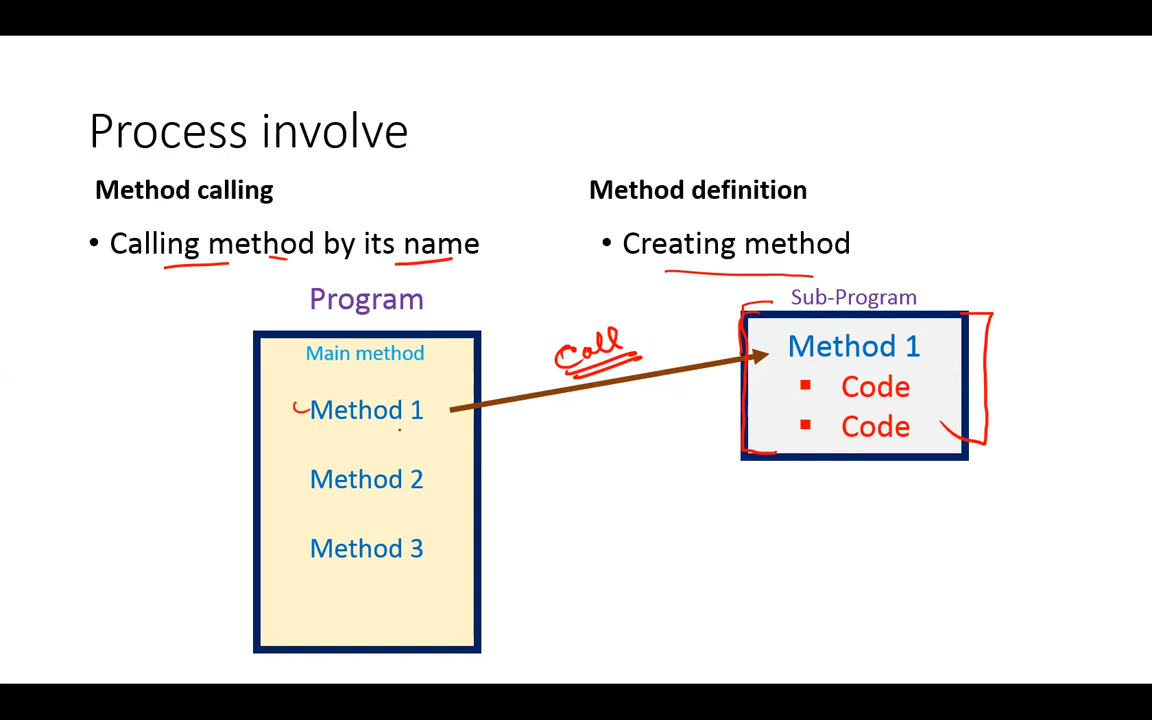 Process involve
Method calling
• Calling method by its name
Program
Main method
Method 1
Method 2
Method 3
Call
Method definition
• Creating method
Sub-Program
Method 1
▪ Code
▪ Code